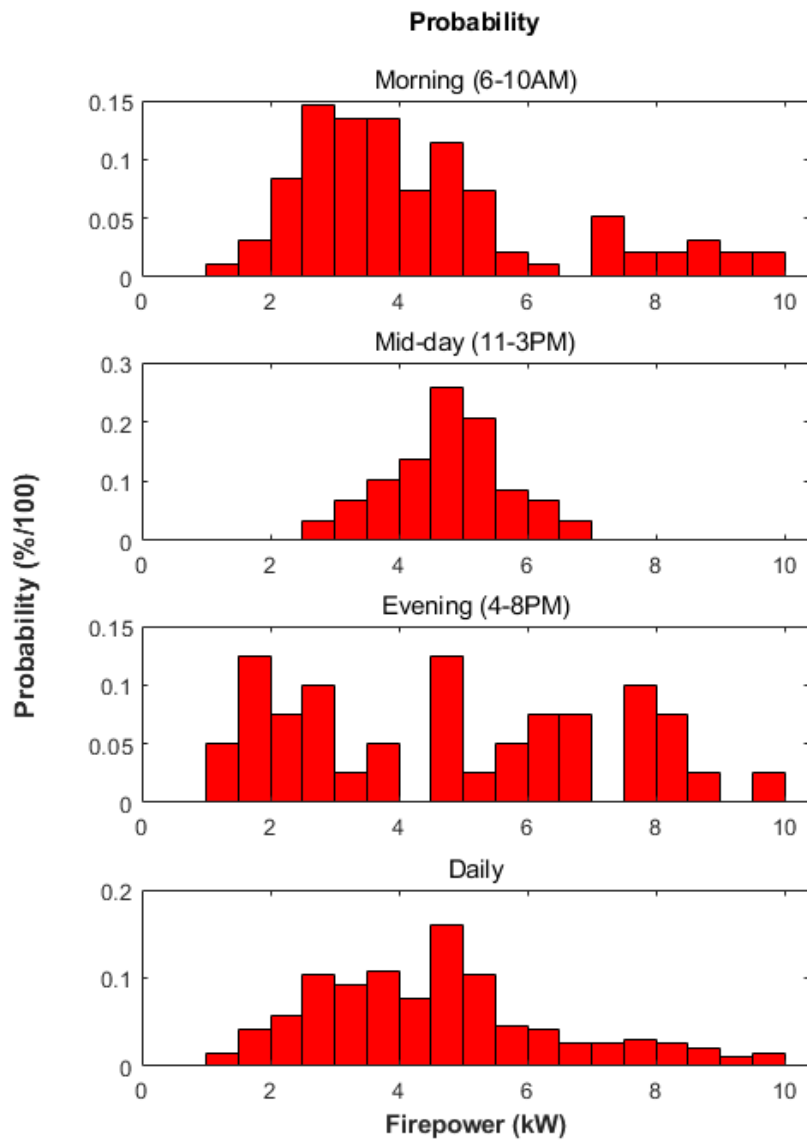 Probability
Morning (6-10AM)
0.15
0.1
0.05
0
0 2 4 6 8 10
Mid-day (11-3PM)
0.3
0.2
0.1
0
0 2 4 6 8 10
Evening (4-8PM)
0.15
0.1
0.05
0
0 2 4 6 8 10
Daily
0.2
0.1
0
0 2 4 6 8 10
Firepower (kW)
Probability (%/100)